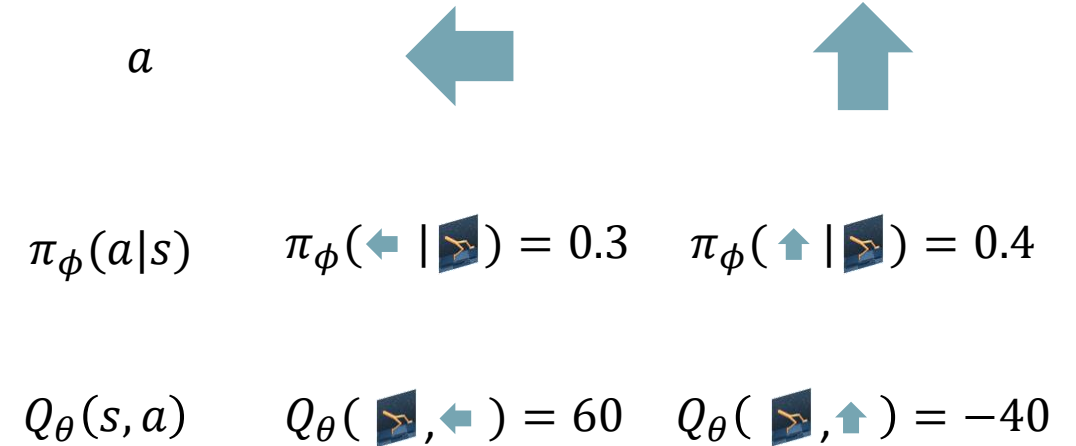 a
π_ϕ(a|s) π_ϕ( | ) = 0.3 π_ϕ( | ) = 0.4
Q_θ(s, a) Q_θ( , ) = 60 Q_θ( , ) = −40